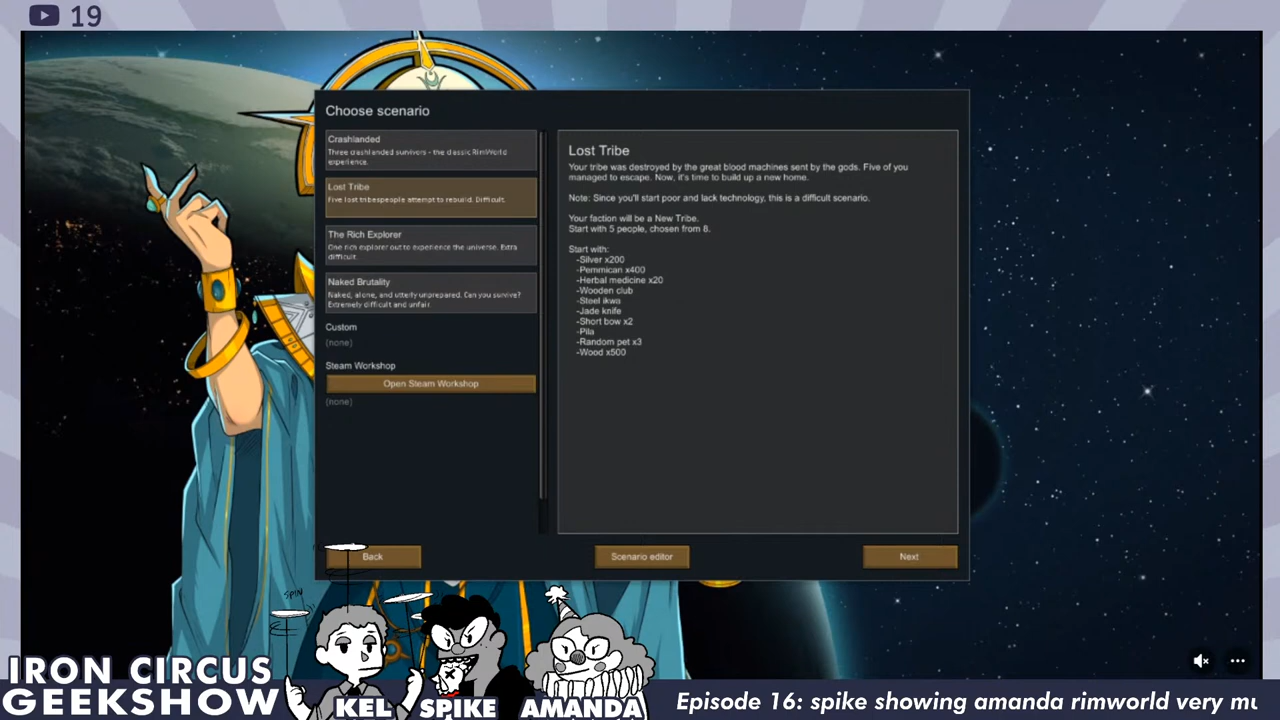 19
Choose scenario
Crashlanded
Three crashlanded survivors - the classic RimWorld
experience.
Lost Tribe
Five lost tribespeople attempt to rebuild. Difficult.
The Rich Explorer
One rich explorer out to experience the universe. Extra
difficult.
Naked Brutality
Naked, alone, and utterly unprepared. Can you survive?
Extremely difficult and unfair.
Custom
(none)
Steam Workshop
Open Steam Workshop
(none)
Lost Tribe
Your tribe was destroyed by the great blood machines sent by the gods. Five of you
managed to escape. Now, it's time to build up a new home.
Note: Since you'll start poor and lack technology, this is a difficult scenario.
Your faction will be a New Tribe.
Start with 5 people, chosen from 8.
Start with:
-Silver x200
-Pemmican x400
-Herbal medicine x20
-Wooden club
-Steel ikwa
-Jade knife
-Short bow x2
-Pila
-Random pet x3
-Wood x500
Back
Scenario editor
Next
SPIN
IRON CIRCUS
GEEKSHOW
KEL
SPIKE
AMANDA
Episode 16: spike showing amanda rimworld very mu